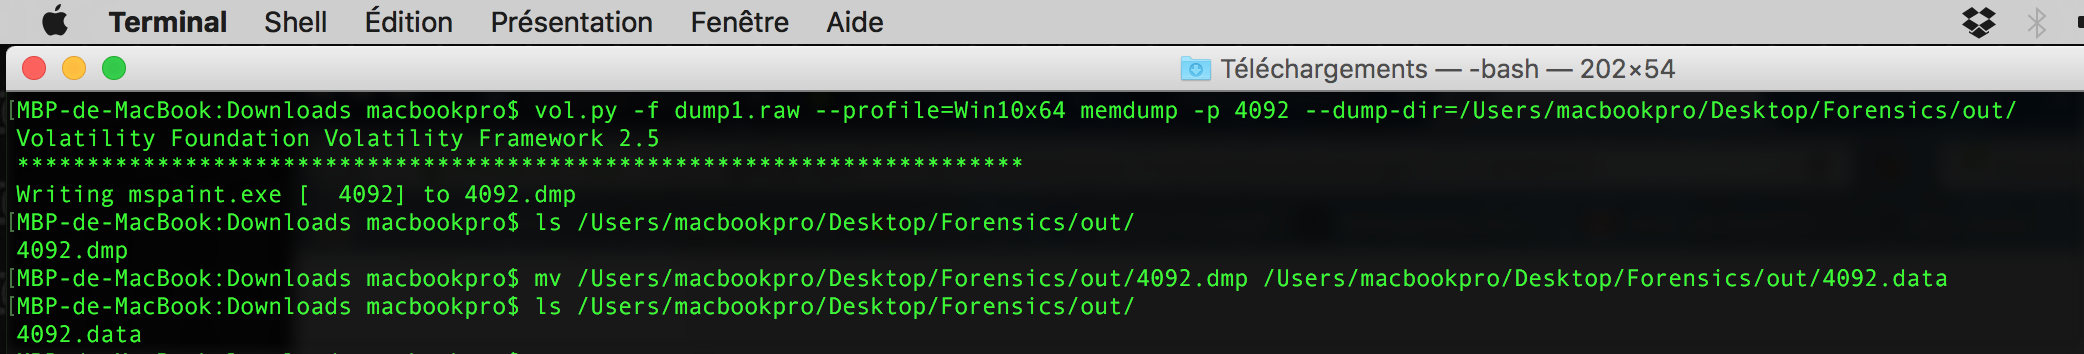 Terminal Shell Édition Présentation Fenêtre Aide
Téléchargements — -bash — 202×54
[MBP-de-MacBook:Downloads macbookpro$ vol.py -f dump1.raw --profile=Win10x64 memdump -p 4092 --dump-dir=/Users/macbookpro/Desktop/Forensics/out/
Volatility Foundation Volatility Framework 2.5
************************************************************************
Writing mspaint.exe [  4092] to 4092.dmp
[MBP-de-MacBook:Downloads macbookpro$ ls /Users/macbookpro/Desktop/Forensics/out/
4092.dmp
[MBP-de-MacBook:Downloads macbookpro$ mv /Users/macbookpro/Desktop/Forensics/out/4092.dmp /Users/macbookpro/Desktop/Forensics/out/4092.data
[MBP-de-MacBook:Downloads macbookpro$ ls /Users/macbookpro/Desktop/Forensics/out/
4092.data